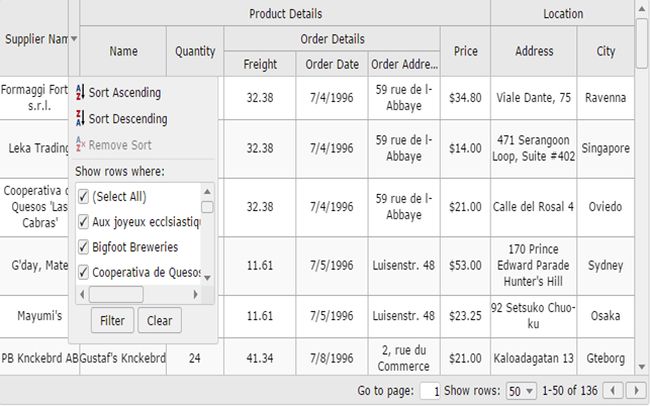 Product Details Location
Supplier Nam
Name Quantity Order Details Price Address City
Freight Order Date Order Addre...
Formaggi Fort
s.r.l.
32.38 7/4/1996 59 rue de l-
Abbaye
$34.80 Viale Dante, 75 Ravenna
Leka Trading
32.38 7/4/1996 59 rue de l-
Abbaye
$14.00 471 Serangoon
Loop, Suite #402
Singapore
Cooperativa d
Quesos 'Las
Cabras'
32.38 7/4/1996 59 rue de l-
Abbaye
$21.00 Calle del Rosal 4 Oviedo
G'day, Mate
11.61 7/5/1996 Luisenstr. 48 $53.00 170 Prince
Edward Parade
Hunter's Hill
Sydney
Mayumi's
11.61 7/5/1996 Luisenstr. 48 $23.25 92 Setsuko Chuo-
ku
Osaka
PB Knckebrd AB Gustaf's Knckebrd 24 41.34 7/8/1996 2, rue du
Commerce
$21.00 Kaloadagatan 13 Gteborg
Sort Ascending
Sort Descending
Remove Sort
Show rows where:
(Select All)
Aux joyeux ecclsiastiq
Bigfoot Breweries
Cooperativa de Quesos
Filter Clear
Go to page: 1 Show rows: 50 1-50 of 136